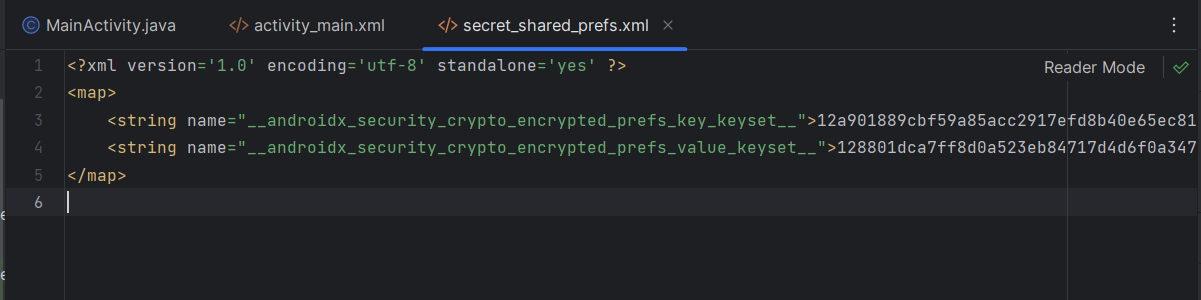 MainActivity.java activity_main.xml secret_shared_prefs.xml
Reader Mode
1 <?xml version='1.0' encoding='utf-8' standalone='yes' ?>
2 <map>
3 <string name="__androidx_security_crypto_encrypted_prefs_key_keyset__">12a901889cbf59a85acc2917efd8b40e65ec81
4 <string name="__androidx_security_crypto_encrypted_prefs_value_keyset__">128801dca7ff8d0a523eb84717d4d6f0a347
5 </map>
6